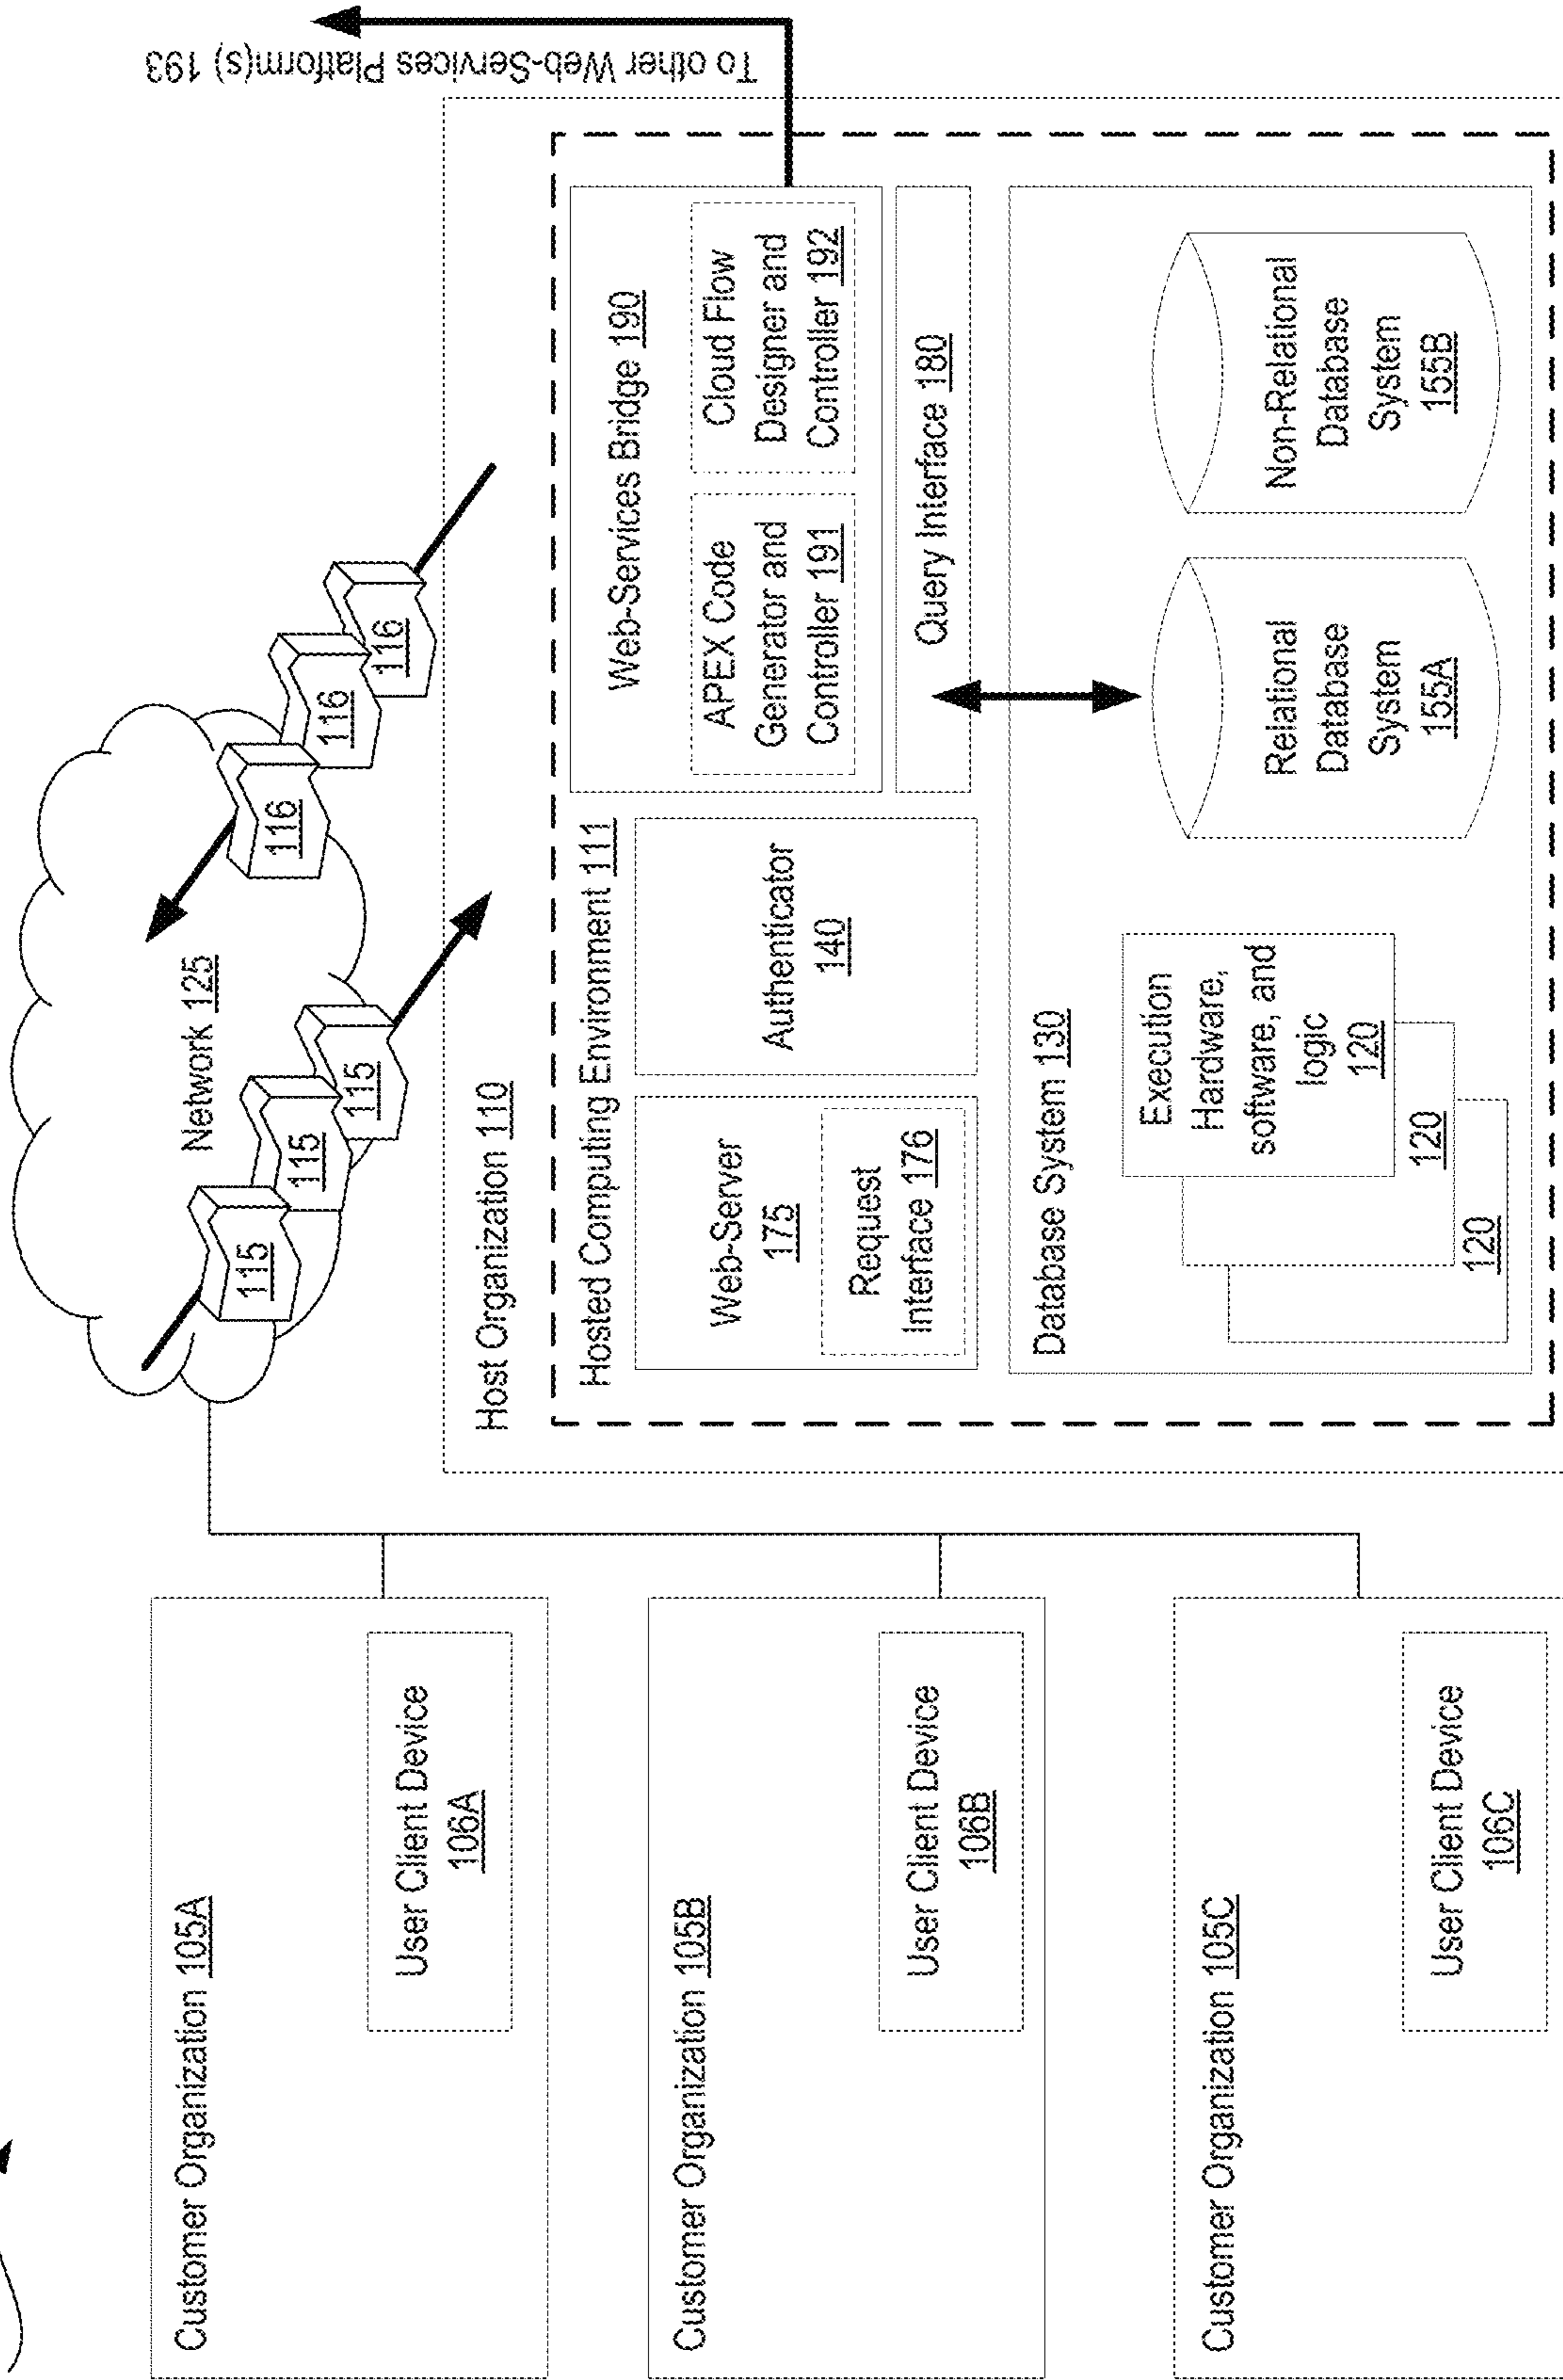 Customer Organization 105A
User Client Device
106A
Customer Organization 105B
User Client Device
106B
Customer Organization 105C
User Client Device
106C
Network 125
115
115
115
116
116
116
Host Organization 110
Hosted Computing Environment 111
Web-Server
175
Request
Interface 176
Authenticator
140
Web-Services Bridge 190
APEX Code
Generator and
Controller 191
Cloud Flow
Designer and
Controller 192
Query Interface 180
Database System 130
Execution
Hardware,
software, and
logic
120
120
120
Relational
Database
System
155A
Non-Relational
Database
System
155B
To other Web-Services Platform(s) 193